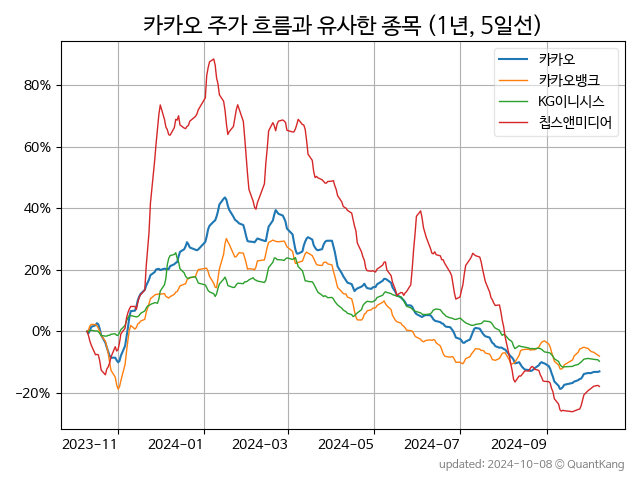 카카오 주가 흐름과 유사한 종목 (1년, 5일선)
카카오
카카오뱅크
KG이니시스
칩스앤미디어
80%
60%
40%
20%
0%
−20%
2023-11
2024-01
2024-03
2024-05
2024-07
2024-09
updated: 2024-10-08 © QuantKang